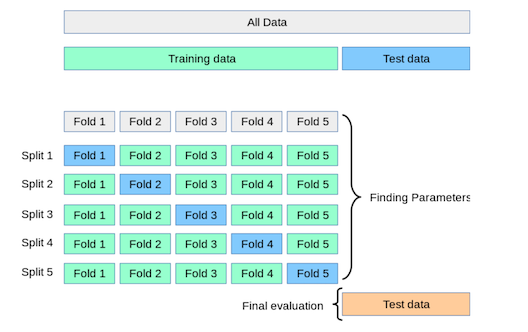 All Data
Training data Test data
Fold 1 Fold 2 Fold 3 Fold 4 Fold 5
Split 1 Fold 1 Fold 2 Fold 3 Fold 4 Fold 5
Split 2 Fold 1 Fold 2 Fold 3 Fold 4 Fold 5
Split 3 Fold 1 Fold 2 Fold 3 Fold 4 Fold 5
Split 4 Fold 1 Fold 2 Fold 3 Fold 4 Fold 5
Split 5 Fold 1 Fold 2 Fold 3 Fold 4 Fold 5
Finding Parameters
Final evaluation Test data